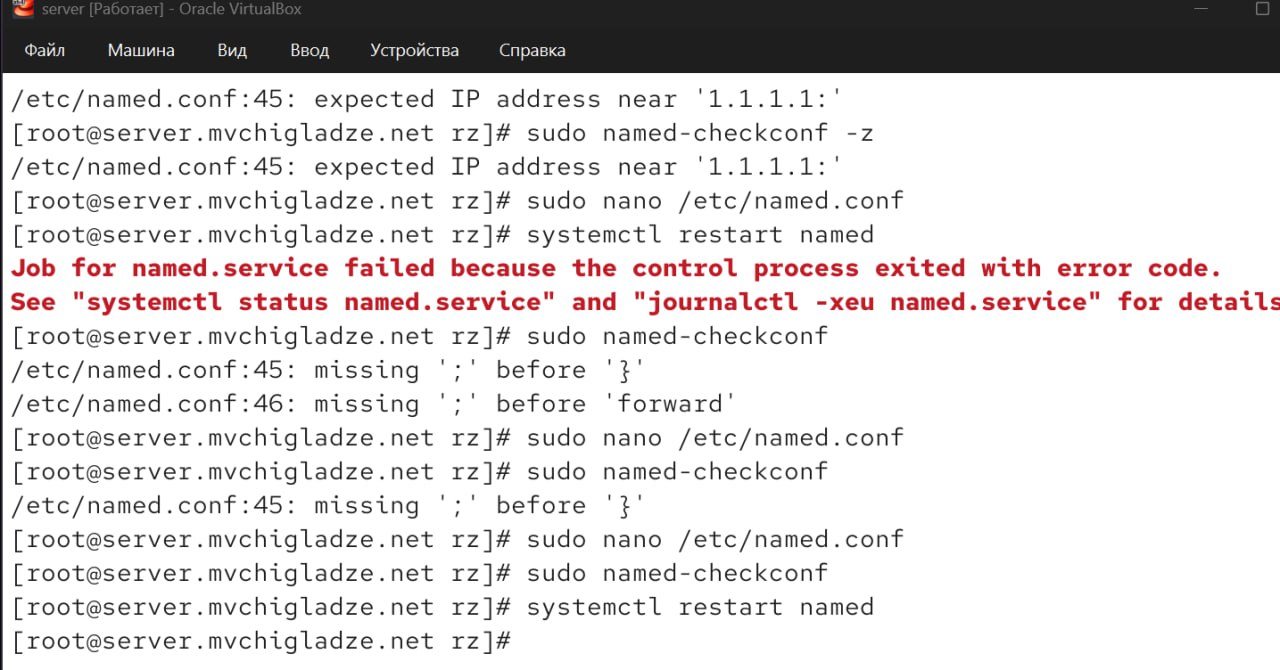 server [Работает] - Oracle VirtualBox
Файл Машина Вид Ввод Устройства Справка
/etc/named.conf:45: expected IP address near '1.1.1.1:'
[root@server.mvchigladze.net rz]# sudo named-checkconf -z
/etc/named.conf:45: expected IP address near '1.1.1.1:'
[root@server.mvchigladze.net rz]# sudo nano /etc/named.conf
[root@server.mvchigladze.net rz]# systemctl restart named
Job for named.service failed because the control process exited with error code.
See "systemctl status named.service" and "journalctl -xeu named.service" for details
[root@server.mvchigladze.net rz]# sudo named-checkconf
/etc/named.conf:45: missing ';' before '}'
/etc/named.conf:46: missing ';' before 'forward'
[root@server.mvchigladze.net rz]# sudo nano /etc/named.conf
[root@server.mvchigladze.net rz]# sudo named-checkconf
/etc/named.conf:45: missing ';' before '}'
[root@server.mvchigladze.net rz]# sudo nano /etc/named.conf
[root@server.mvchigladze.net rz]# sudo named-checkconf
[root@server.mvchigladze.net rz]# systemctl restart named
[root@server.mvchigladze.net rz]#